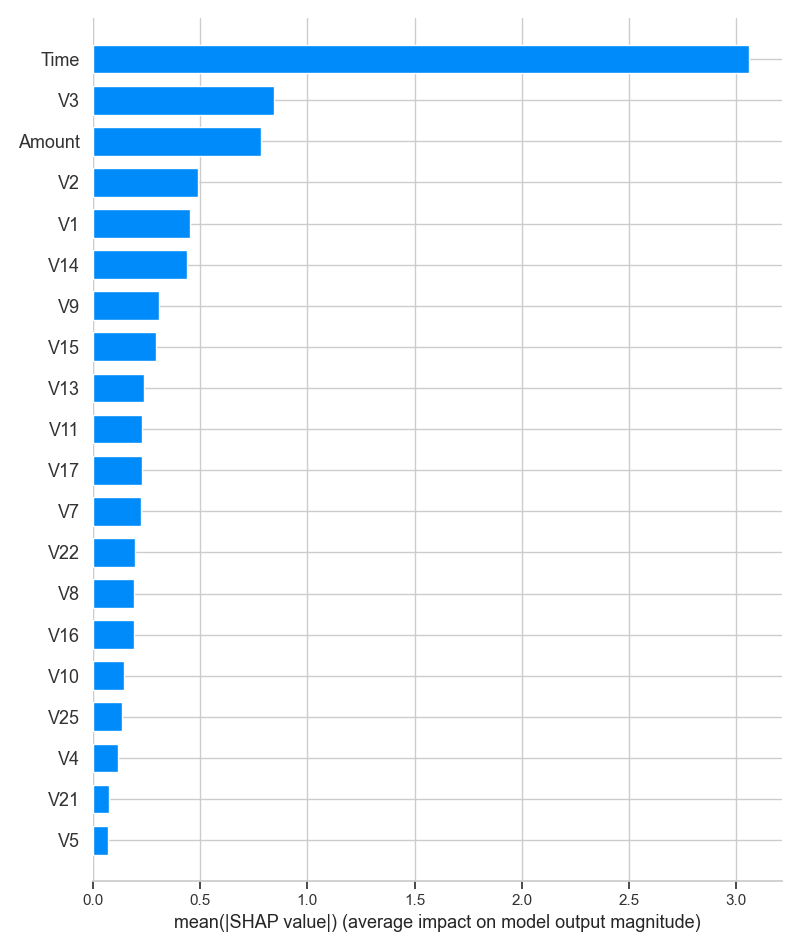 Time
V3
Amount
V2
V1
V14
V9
V15
V13
V11
V17
V7
V22
V8
V16
V10
V25
V4
V21
V5
0.0 0.5 1.0 1.5 2.0 2.5 3.0
mean(|SHAP value|) (average impact on model output magnitude)